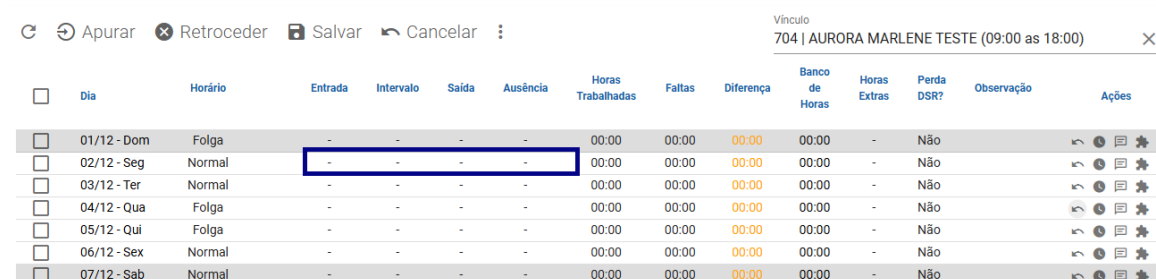 Apurar Retroceder Salvar Cancelar
Vínculo
704 | AURORA MARLENE TESTE (09:00 as 18:00)
Dia Horário Entrada Intervalo Saída Ausência Horas Trabalhadas Faltas Diferença Banco de Horas Horas Extras Perda DSR? Observação Ações
01/12 - Dom Folga - - - - 00:00 00:00 00:00 00:00 - Não
02/12 - Seg Normal - - - - 00:00 00:00 00:00 00:00 - Não
03/12 - Ter Normal - - - - 00:00 00:00 00:00 00:00 - Não
04/12 - Qua Folga - - - - 00:00 00:00 00:00 00:00 - Não
05/12 - Qui Folga - - - - 00:00 00:00 00:00 00:00 - Não
06/12 - Sex Normal - - - - 00:00 00:00 00:00 00:00 - Não
07/12 - Sab Normal - - - - 00:00 00:00 00:00 00:00 - Não